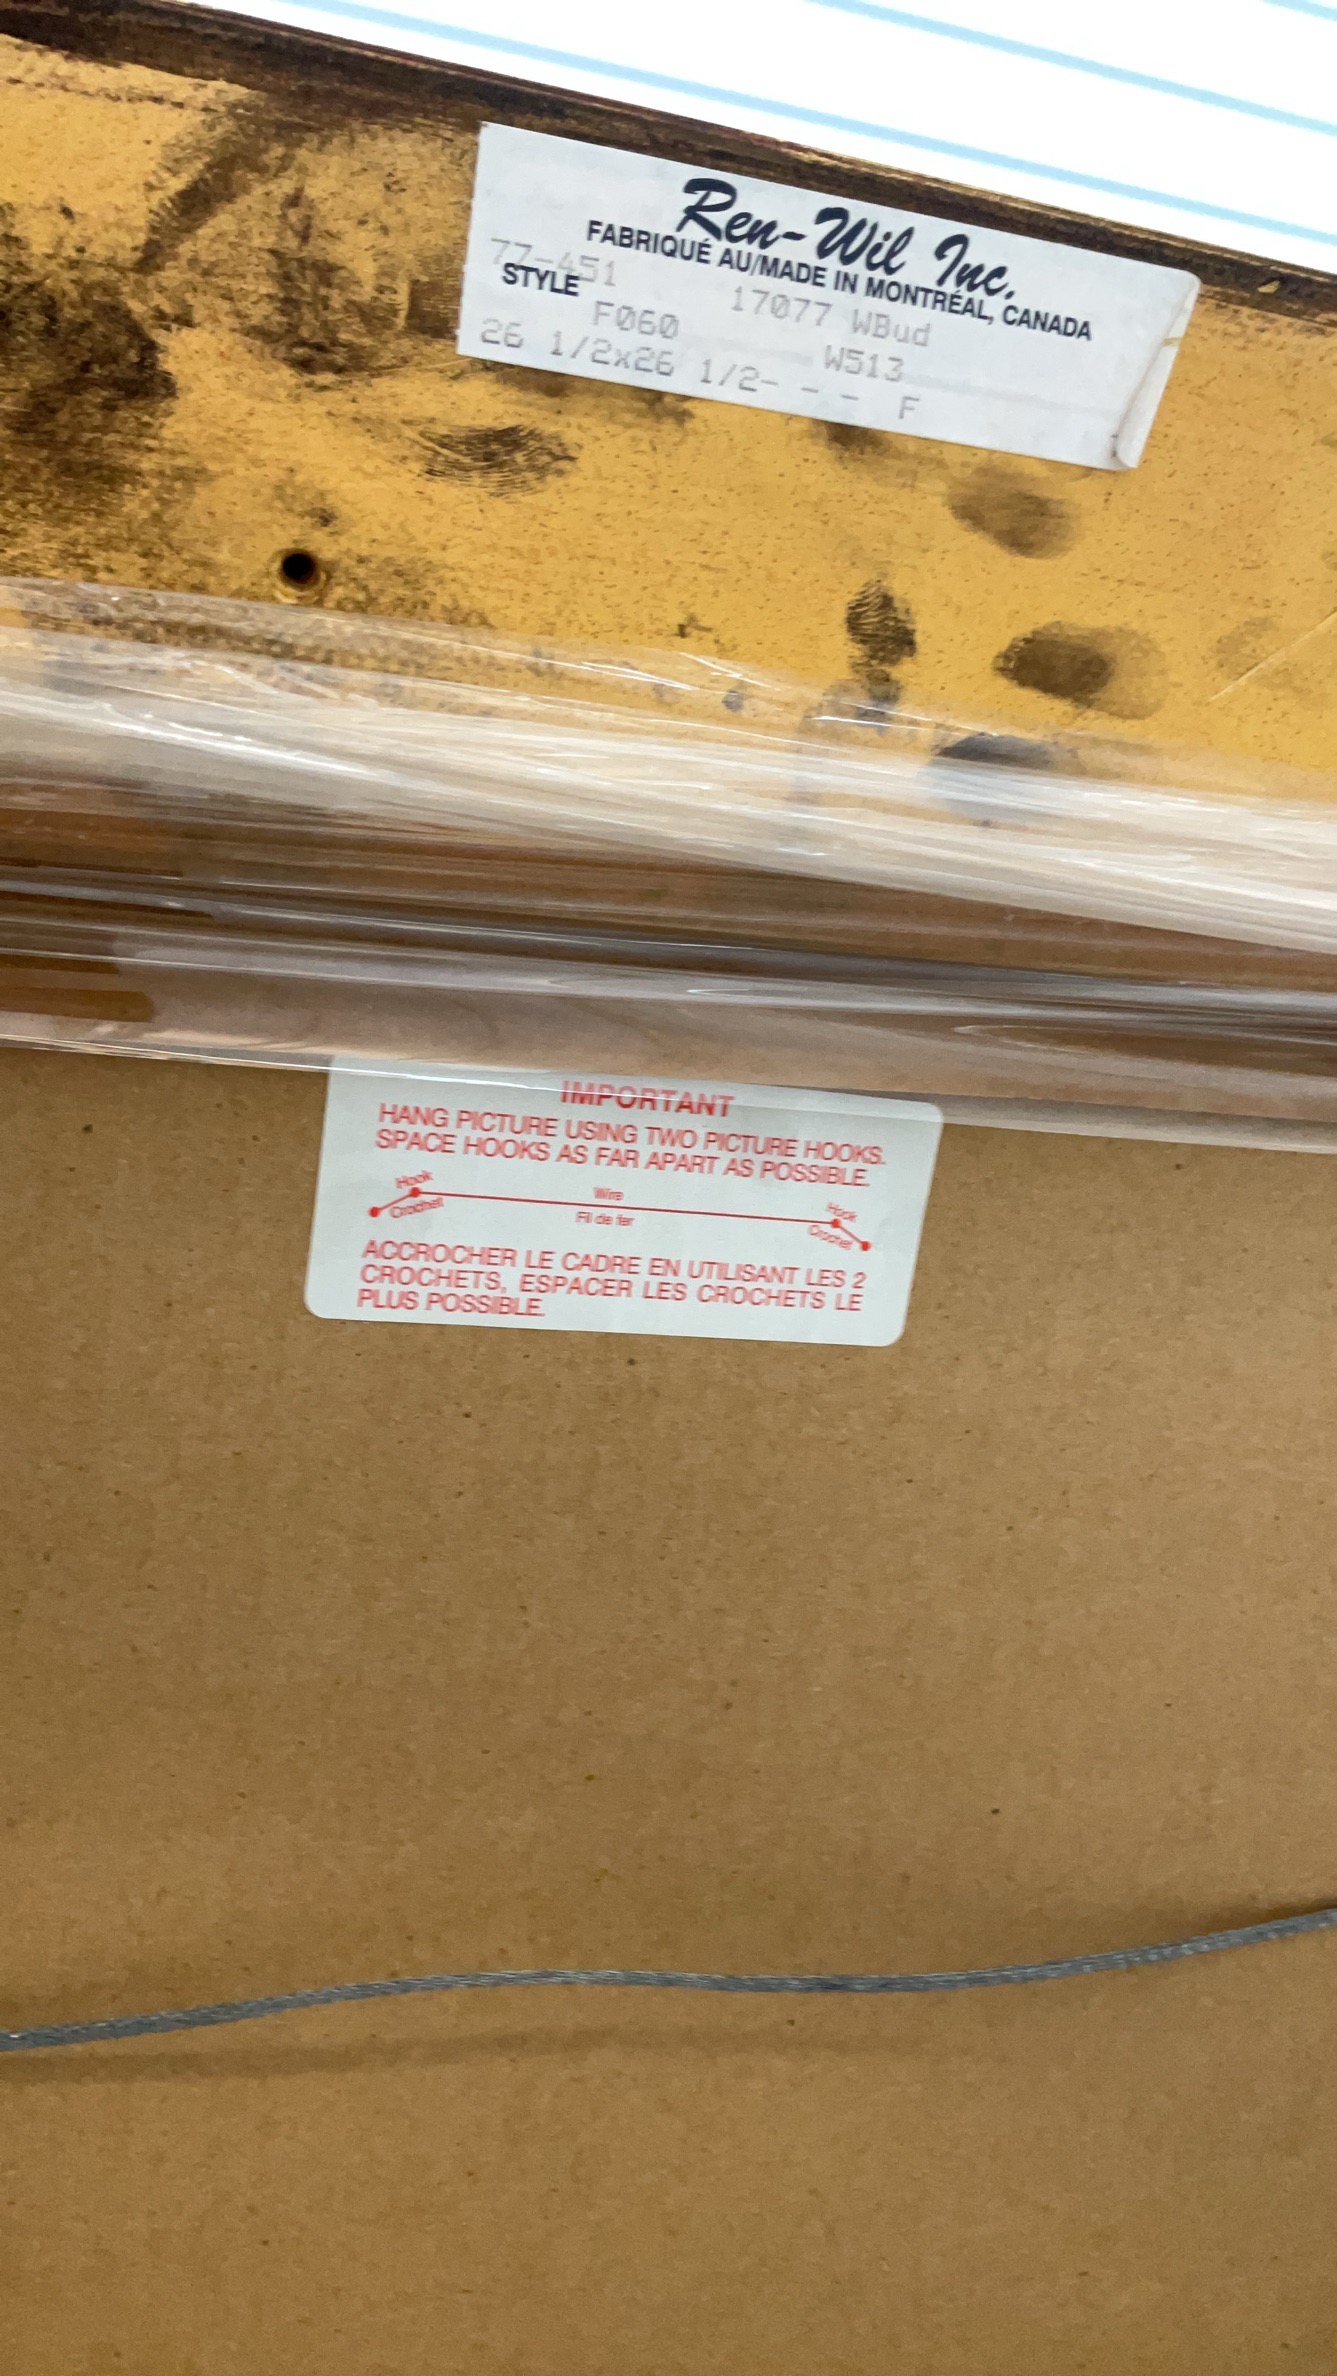 Ren-Wil Inc.
FABRIQUÉ AU/MADE IN MONTRÉAL, CANADA
77-451 17077 WBud
STYLE F060 W513
26 1/2x26 1/2- - - F
IMPORTANT
HANG PICTURE USING TWO PICTURE HOOKS.
SPACE HOOKS AS FAR APART AS POSSIBLE.
Hook Wire Hook
Crochet Fil de fer Crochet
ACCROCHER LE CADRE EN UTILISANT LES 2
CROCHETS, ESPACER LES CROCHETS LE
PLUS POSSIBLE.